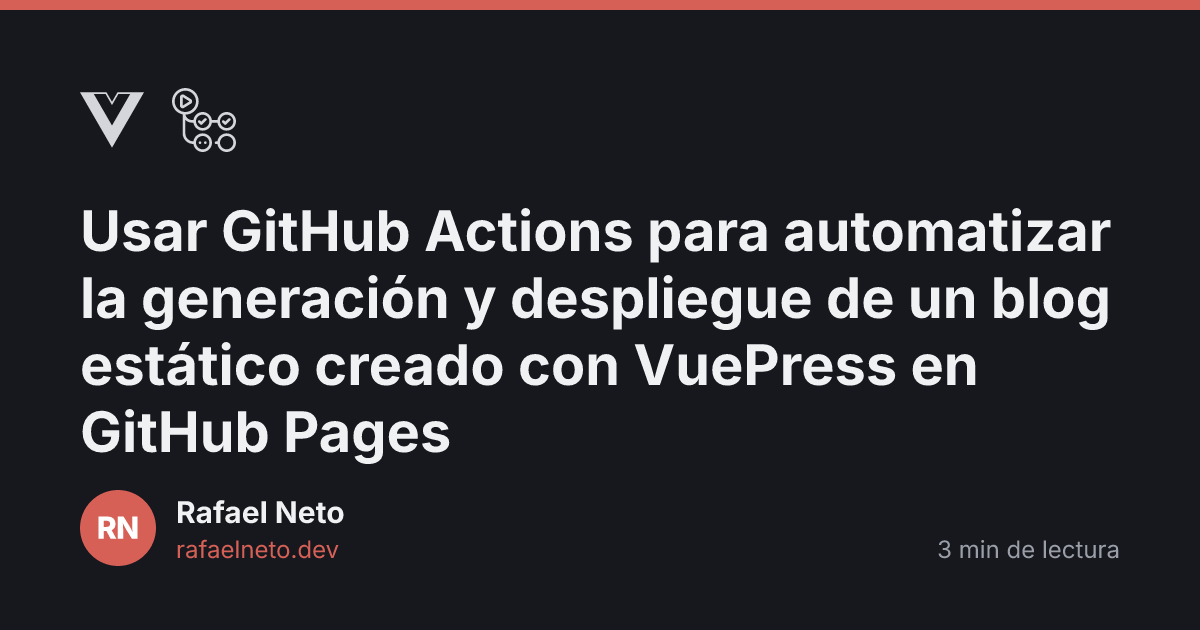 Usar GitHub Actions para automatizar
la generación y despliegue de un blog
estático creado con VuePress en
GitHub Pages
RN
Rafael Neto
rafaelneto.dev
3 min de lectura